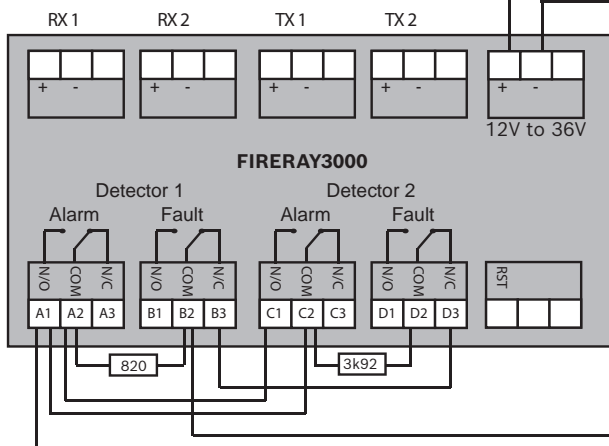 RX 1 RX 2 TX 1 TX 2
+ - + - + - + - + -
12V to 36V
FIRERAY3000
Detector 1 Detector 2
Alarm Fault Alarm Fault
N/O COM N/C N/O COM N/C N/O COM N/C N/O COM N/C RST
A1 A2 A3 B1 B2 B3 C1 C2 C3 D1 D2 D3
820 3k92